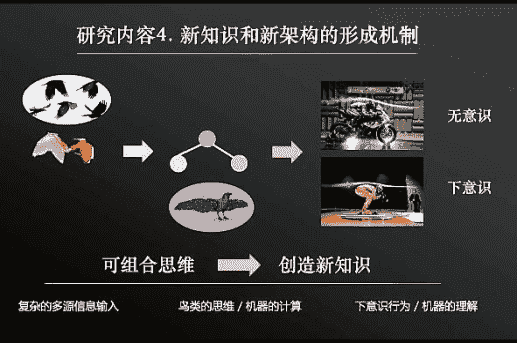 研究内容4. 新知识和新架构的形成机制
无意识
下意识
可组合思维
创造新知识
复杂的多源信息输入
鸟类的思维 / 机器的计算
下意识行为 / 机器的理解